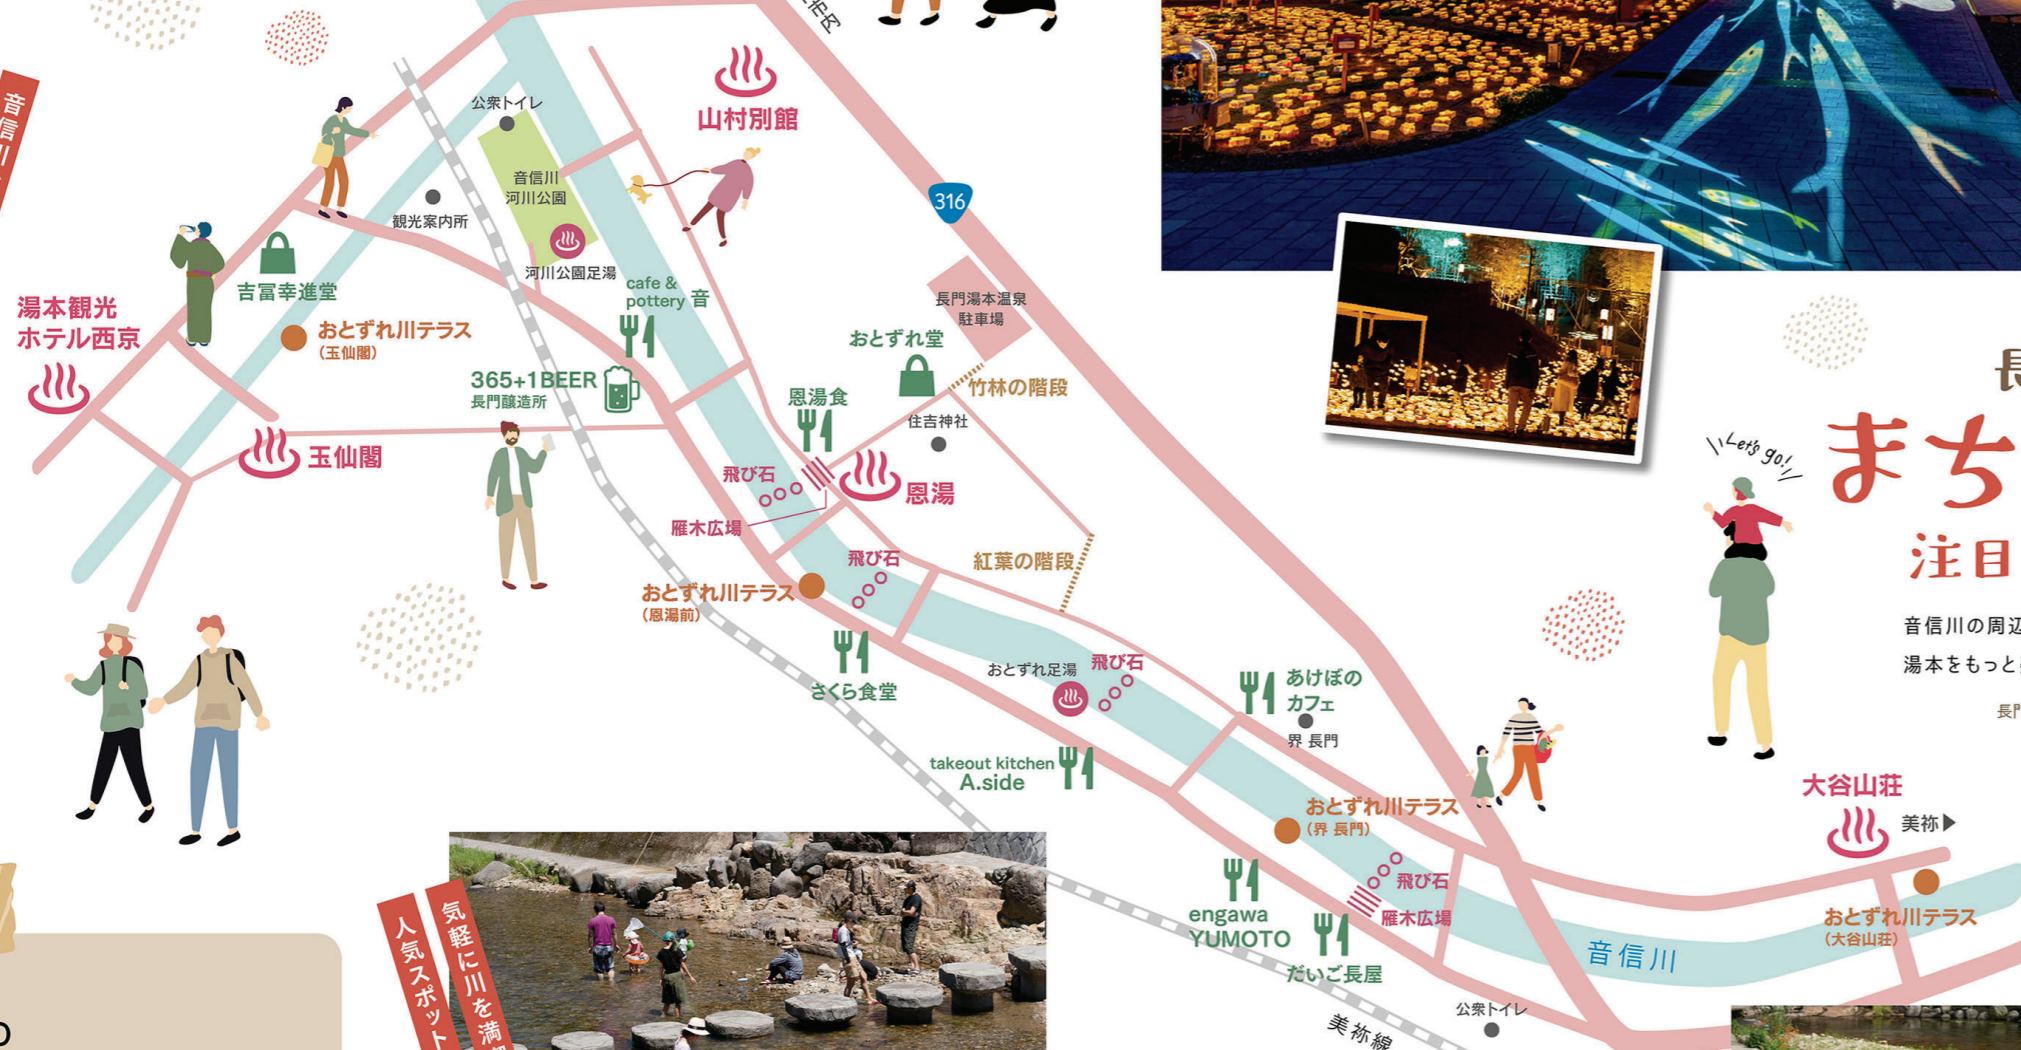 市内
音信川
公衆トイレ
山村別館
音信川
河川公園
316
観光案内所
河川公園足湯
吉冨幸進堂
cafe &
pottery 音
湯本観光
ホテル西京
おとずれ川テラス
(玉仙閣)
長門湯本温泉
駐車場
おとずれ堂
365+1BEER
長門醸造所
竹林の階段
恩湯食
住吉神社
玉仙閣
飛び石
恩湯
雁木広場
飛び石
紅葉の階段
おとずれ川テラス
(恩湯前)
おとずれ足湯
飛び石
さくら食堂
あけぼの
カフェ
界 長門
takeout kitchen
A.side
おとずれ川テラス
(界 長門)
大谷山荘
美祢▶
飛び石
雁木広場
engawa
YUMOTO
だいご長屋
おとずれ川テラス
(大谷山荘)
音信川
公衆トイレ
美祢線
Let's go!
まち
注目
音信川の周辺
湯本をもっと
気軽に川を満
人気スポット